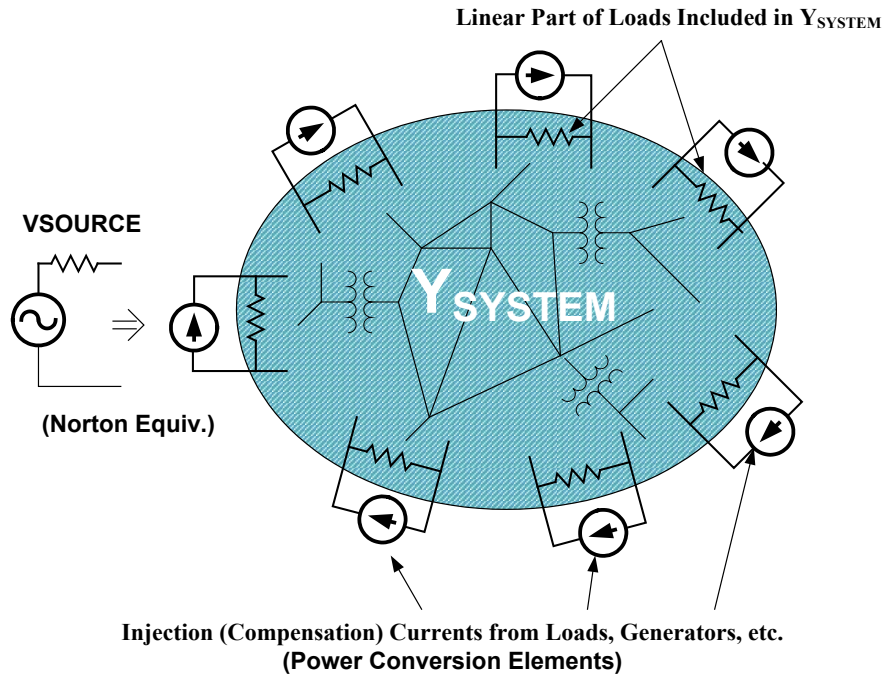 Linear Part of Loads Included in YSYSTEM
VSOURCE
YSYSTEM
(Norton Equiv.)
Injection (Compensation) Currents from Loads, Generators, etc.
(Power Conversion Elements)